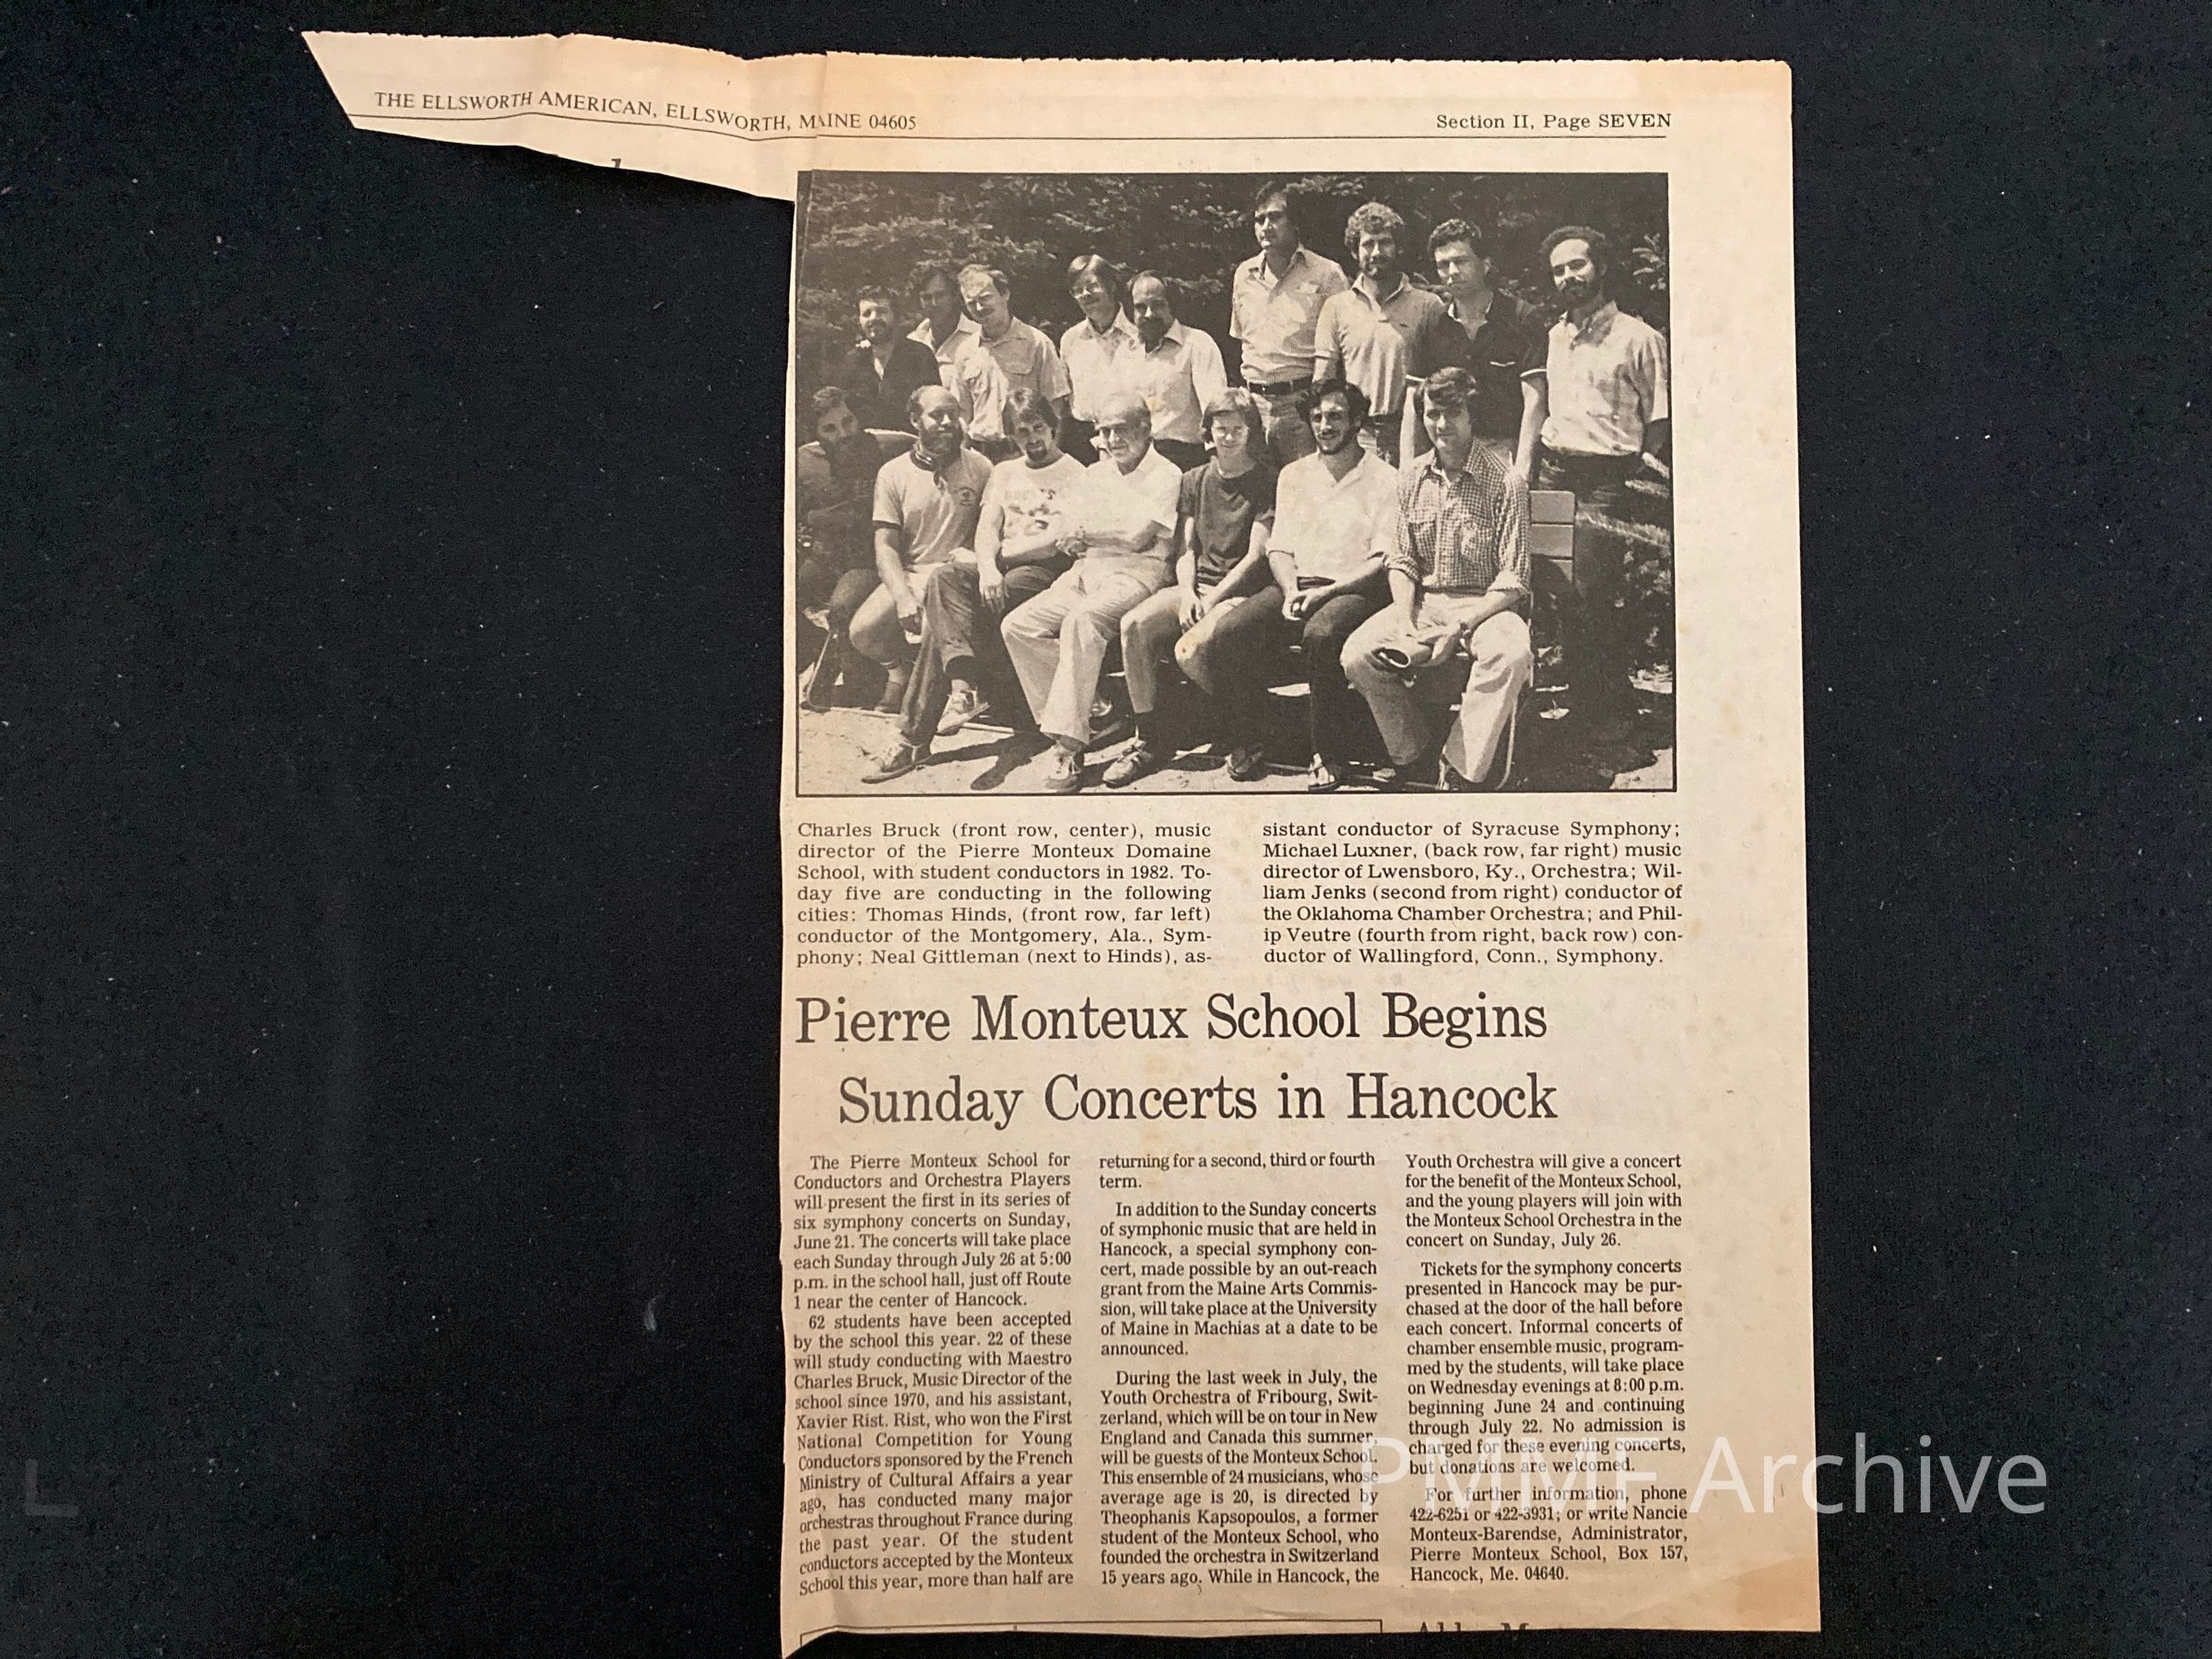 THE ELLSWORTH AMERICAN, ELLSWORTH, MAINE 04605
Section II, Page SEVEN
Charles Bruck (front row, center), music
director of the Pierre Monteux Domaine
School, with student conductors in 1982. To-
day five are conducting in the following
cities: Thomas Hinds, (front row, far left)
conductor of the Montgomery, Ala., Sym-
phony; Neal Gittleman (next to Hinds), as-
sistant conductor of Syracuse Symphony;
Michael Luxner, (back row, far right) music
director of Lwensboro, Ky., Orchestra; Wil-
liam Jenks (second from right) conductor of
the Oklahoma Chamber Orchestra; and Phil-
ip Veutre (fourth from right, back row) con-
ductor of Wallingford, Conn., Symphony.
Pierre Monteux School Begins
Sunday Concerts in Hancock
The Pierre Monteux School for
Conductors and Orchestra Players
will present the first in its series of
six symphony concerts on Sunday,
June 21. The concerts will take place
each Sunday through July 26 at 5:00
p.m. in the school hall, just off Route
1 near the center of Hancock.
62 students have been accepted
by the school this year. 22 of these
will study conducting with Maestro
Charles Bruck, Music Director of the
school since 1970, and his assistant,
Xavier Rist. Rist, who won the First
National Competition for Young
Conductors sponsored by the French
Ministry of Cultural Affairs a year
ago, has conducted many major
orchestras throughout France during
the past year. Of the student
conductors accepted by the Monteux
School this year, more than half are
returning for a second, third or fourth
term.
In addition to the Sunday concerts
of symphonic music that are held in
Hancock, a special symphony con-
cert, made possible by an out-reach
grant from the Maine Arts Commis-
sion, will take place at the University
of Maine in Machias at a date to be
announced.
During the last week in July, the
Youth Orchestra of Fribourg, Swit-
zerland, which will be on tour in New
England and Canada this summer,
will be guests of the Monteux School.
This ensemble of 24 musicians, whose
average age is 20, is directed by
Theophanis Kapsopoulos, a former
student of the Monteux School, who
founded the orchestra in Switzerland
15 years ago. While in Hancock, the
Youth Orchestra will give a concert
for the benefit of the Monteux School,
and the young players will join with
the Monteux School Orchestra in the
concert on Sunday, July 26.
Tickets for the symphony concerts
presented in Hancock may be pur-
chased at the door of the hall before
each concert. Informal concerts of
chamber ensemble music, program-
med by the students, will take place
on Wednesday evenings at 8:00 p.m.
beginning June 24 and continuing
through July 22. No admission is
charged for these evening concerts,
but donations are welcomed.
For further information, phone
422-6251 or 422-3931; or write Nancie
Monteux-Barendse, Administrator,
Pierre Monteux School, Box 157,
Hancock, Me. 04640.
PMMF Archive